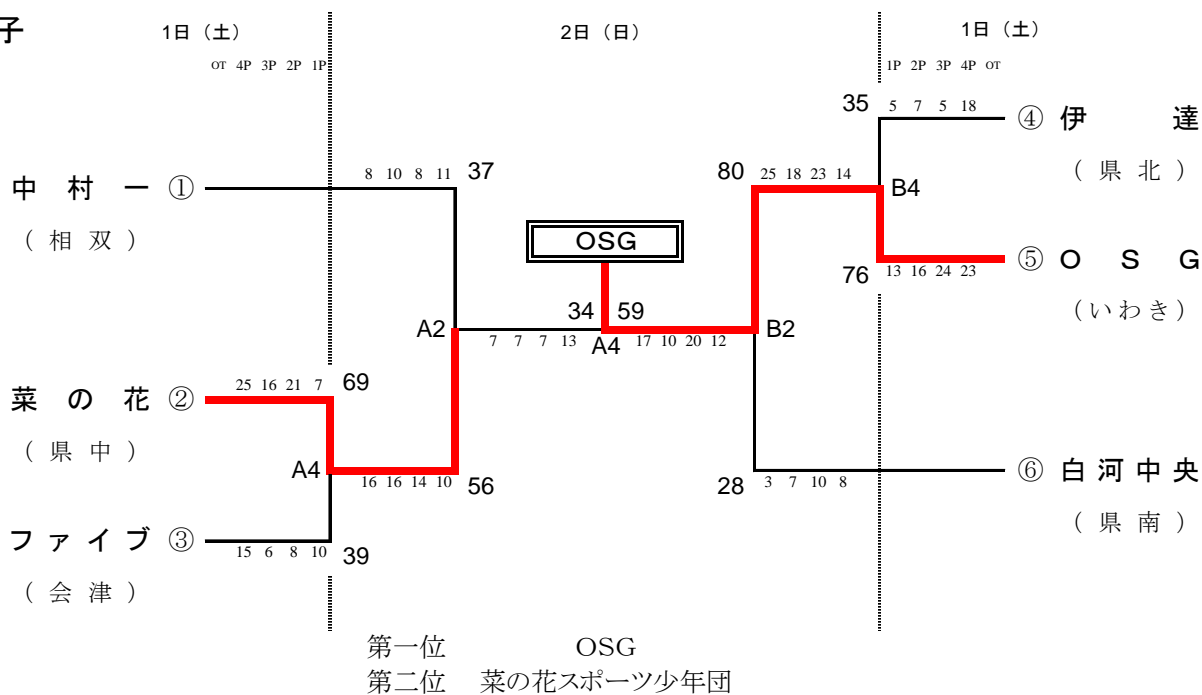 子
1日（土） 2日（日） 1日（土）
OT 4P 3P 2P 1P 1P 2P 3P 4P OT
35 5 7 5 18 ④ 伊達
（県北）
中村一 ① 8 10 8 11 37 80 25 18 23 14 B4
（相双）
OSG
76 13 16 24 23 ⑤ OSG
（いわき）
34 59
A2 7 7 7 13 A4 17 10 20 12 B2
菜の花 ② 25 16 21 7 69
（県中）
A4 16 16 14 10 56 28 3 7 10 8 ⑥ 白河中央
（県南）
ファイブ ③ 15 6 8 10 39
（会津）
第一位 OSG
第二位 菜の花スポーツ少年団